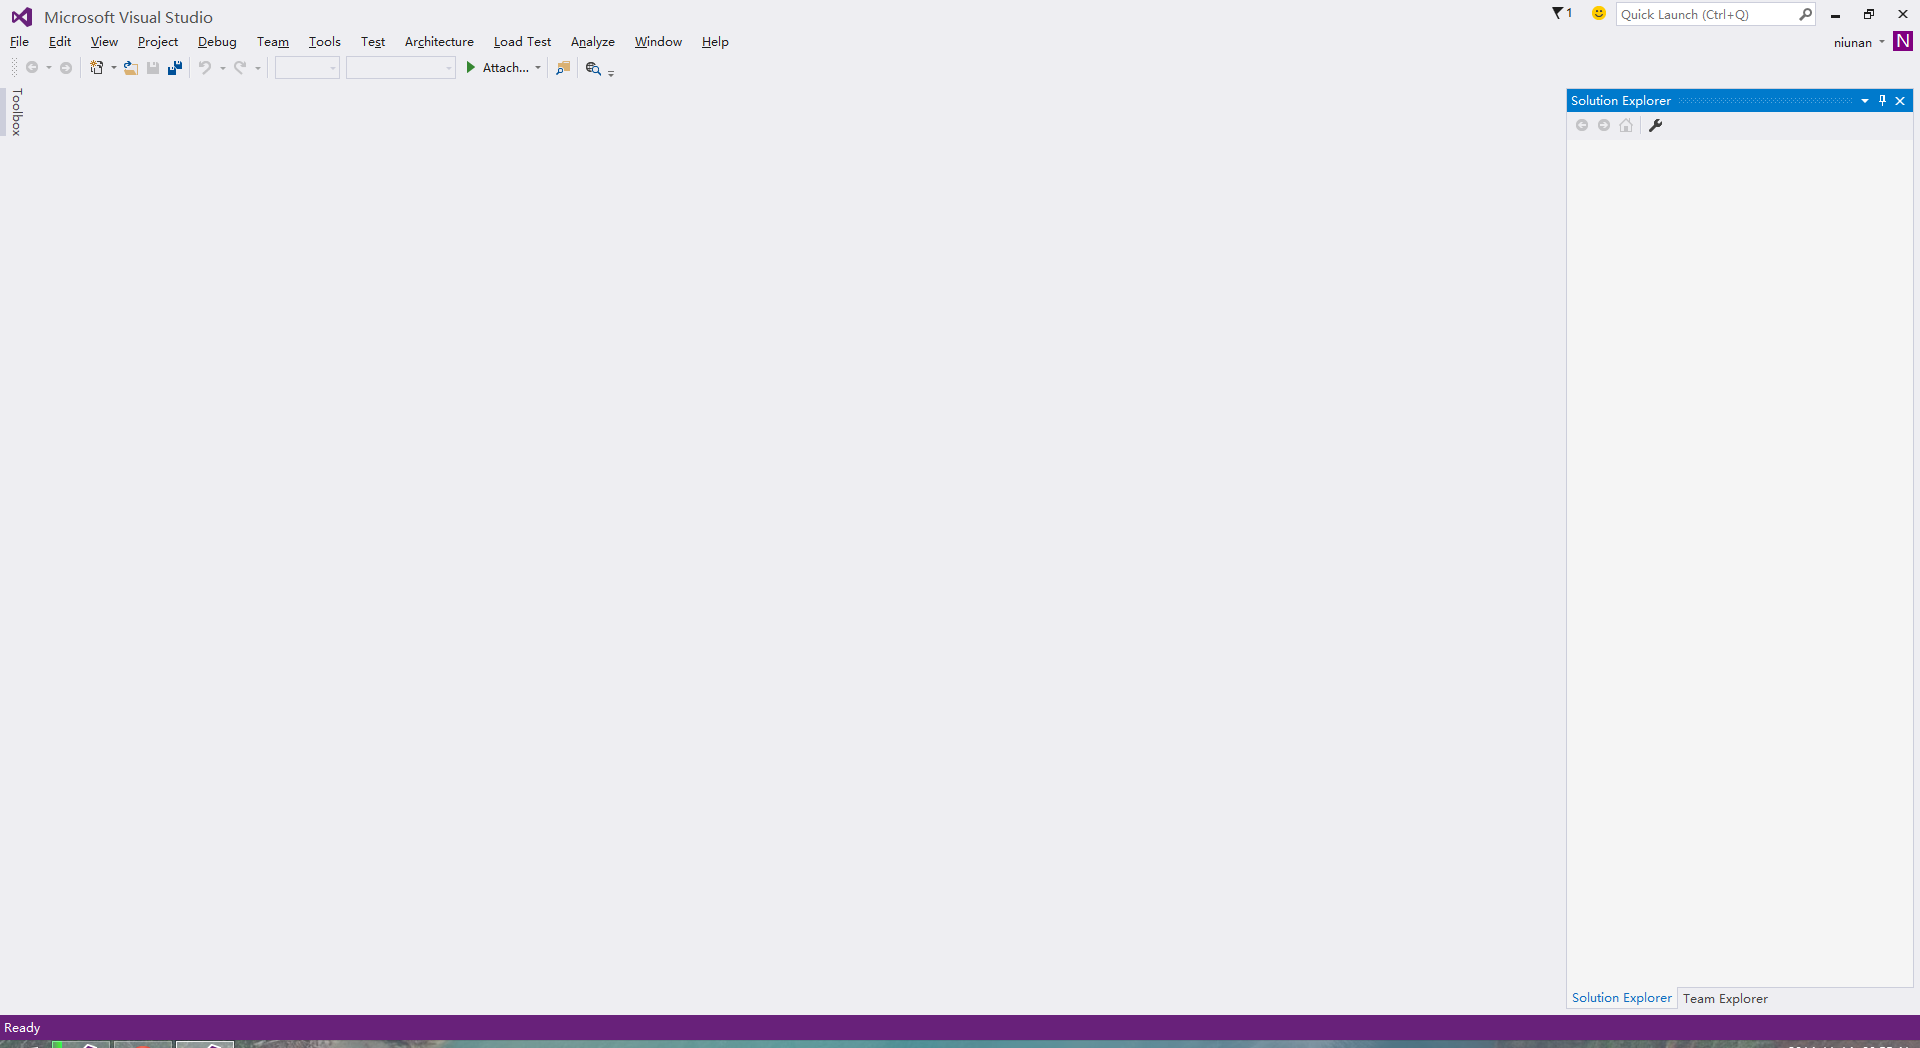 Microsoft Visual Studio
1
Quick Launch (Ctrl+Q)
File Edit View Project Debug Team Tools Test Architecture Load Test Analyze Window Help
niunan N
Attach...
Toolbox
Solution Explorer
Solution Explorer Team Explorer
Ready